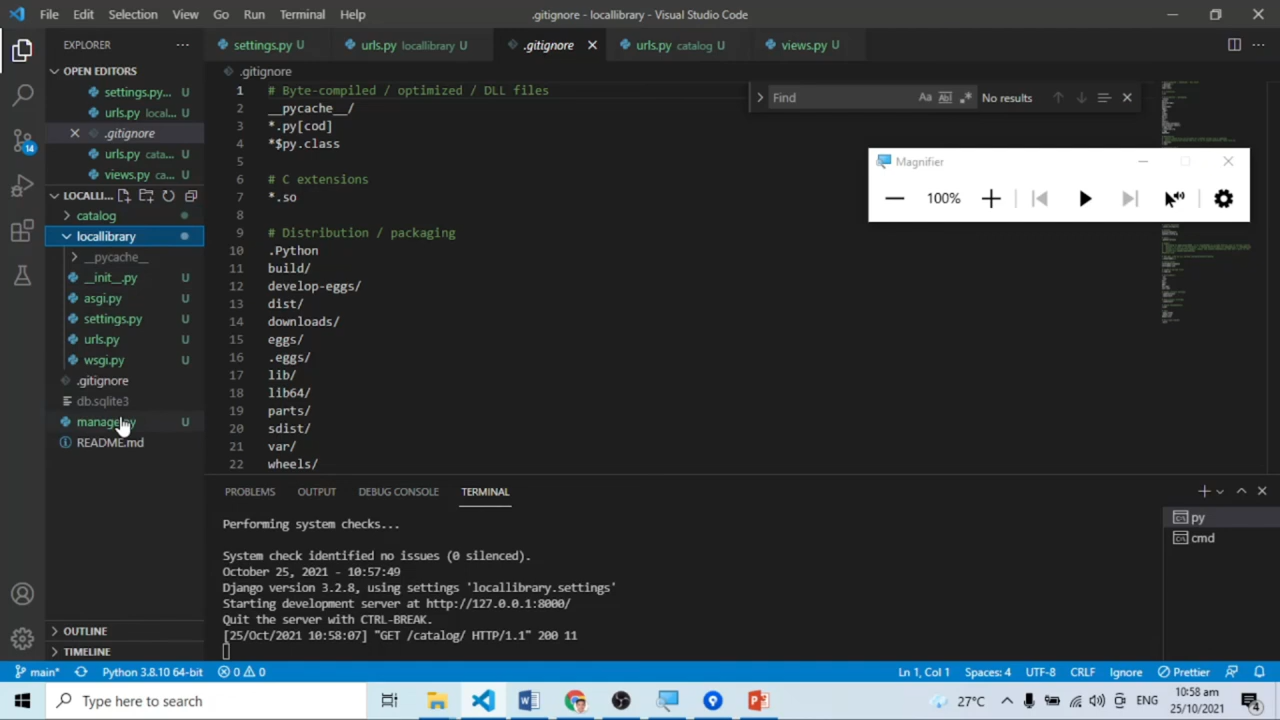 File Edit Selection View Go Run Terminal Help
.gitignore - locallibrary - Visual Studio Code
EXPLORER
OPEN EDITORS
settings.py... U
urls.py local... U
.gitignore
urls.py cata... U
views.py ca... U
LOCALLI...
catalog
locallibrary
__pycache__
__init__.py U
asgi.py U
settings.py U
urls.py U
wsgi.py U
.gitignore
db.sqlite3
manage.py U
README.md
OUTLINE
TIMELINE
14
settings.py U
urls.py locallibrary U
.gitignore
urls.py catalog U
views.py U
.gitignore
1 # Byte-compiled / optimized / DLL files
2 __pycache__/
3 *.py[cod]
4 *$py.class
5
6 # C extensions
7 *.so
8
9 # Distribution / packaging
10 .Python
11 build/
12 develop-eggs/
13 dist/
14 downloads/
15 eggs/
16 .eggs/
17 lib/
18 lib64/
19 parts/
20 sdist/
21 var/
22 wheels/
Find Aa Abl No results
Magnifier
100%
PROBLEMS OUTPUT DEBUG CONSOLE TERMINAL
Performing system checks...
System check identified no issues (0 silenced).
October 25, 2021 - 10:57:49
Django version 3.2.8, using settings 'locallibrary.settings'
Starting development server at http://127.0.0.1:8000/
Quit the server with CTRL-BREAK.
[25/Oct/2021 10:58:07] "GET /catalog/ HTTP/1.1" 200 11
py
cmd
main* Python 3.8.10 64-bit 0 0 Ln 1, Col 1 Spaces: 4 UTF-8 CRLF Ignore Prettier
Type here to search
27°C ENG
10:58 am
25/10/2021
4